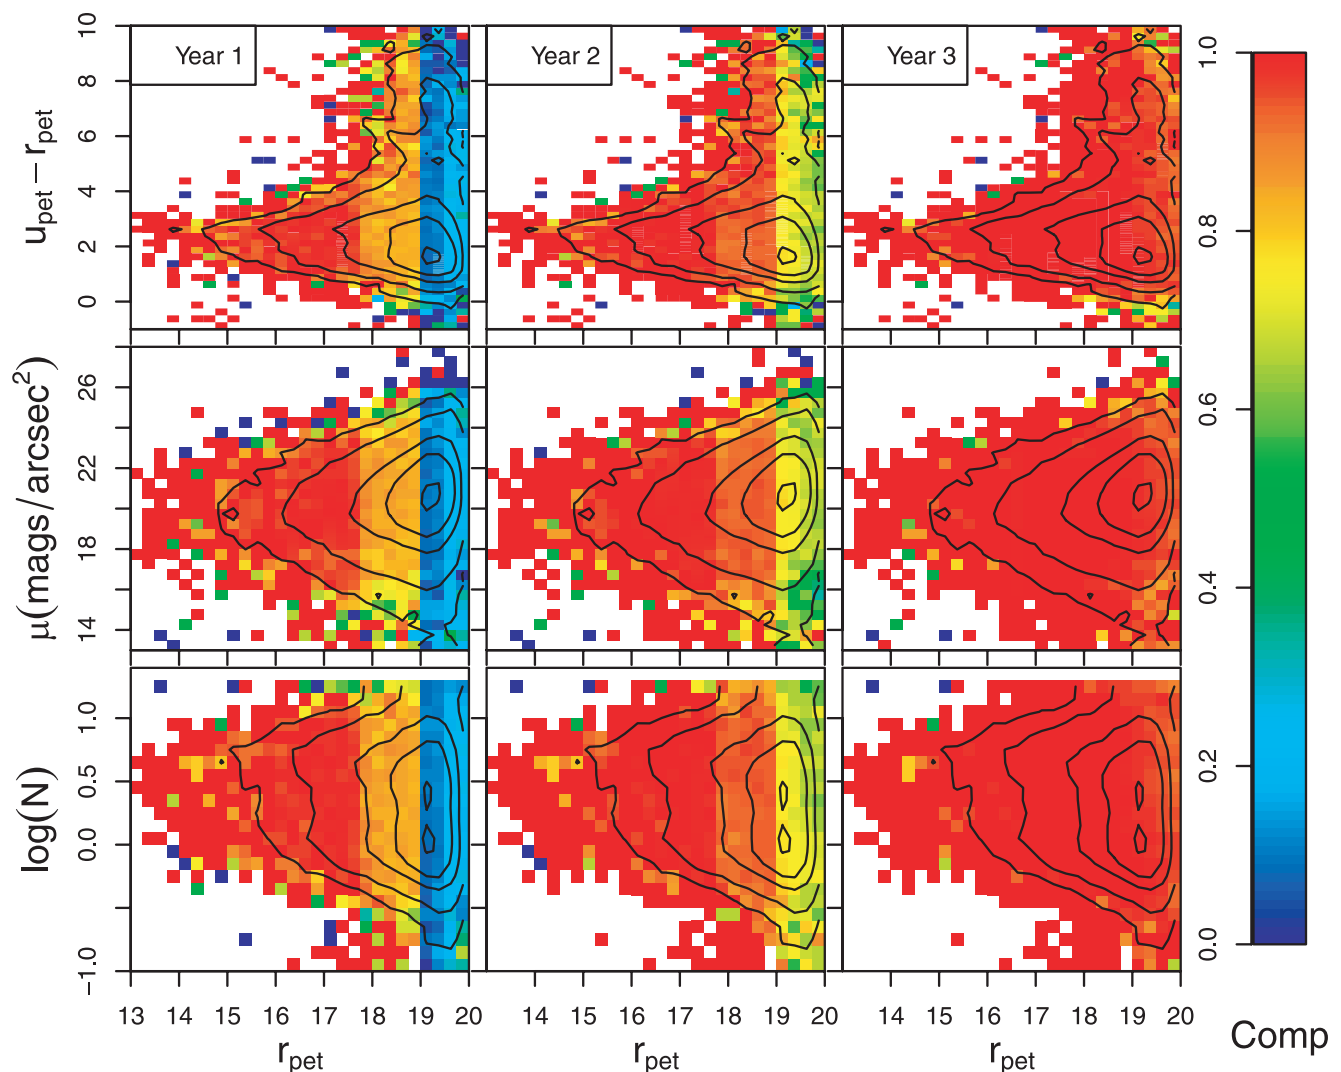 Year 1
Year 2
Year 3
10
8
6
4
2
0
u_pet − r_pet
26
22
18
14
μ(mags/arcsec²)
1.0
0.5
0.0
−1.0
log(N)
13 14 15 16 17 18 19 20
14 15 16 17 18 19 20
14 15 16 17 18 19 20
r_pet
r_pet
r_pet
1.0
0.8
0.6
0.4
0.2
0.0
Comp